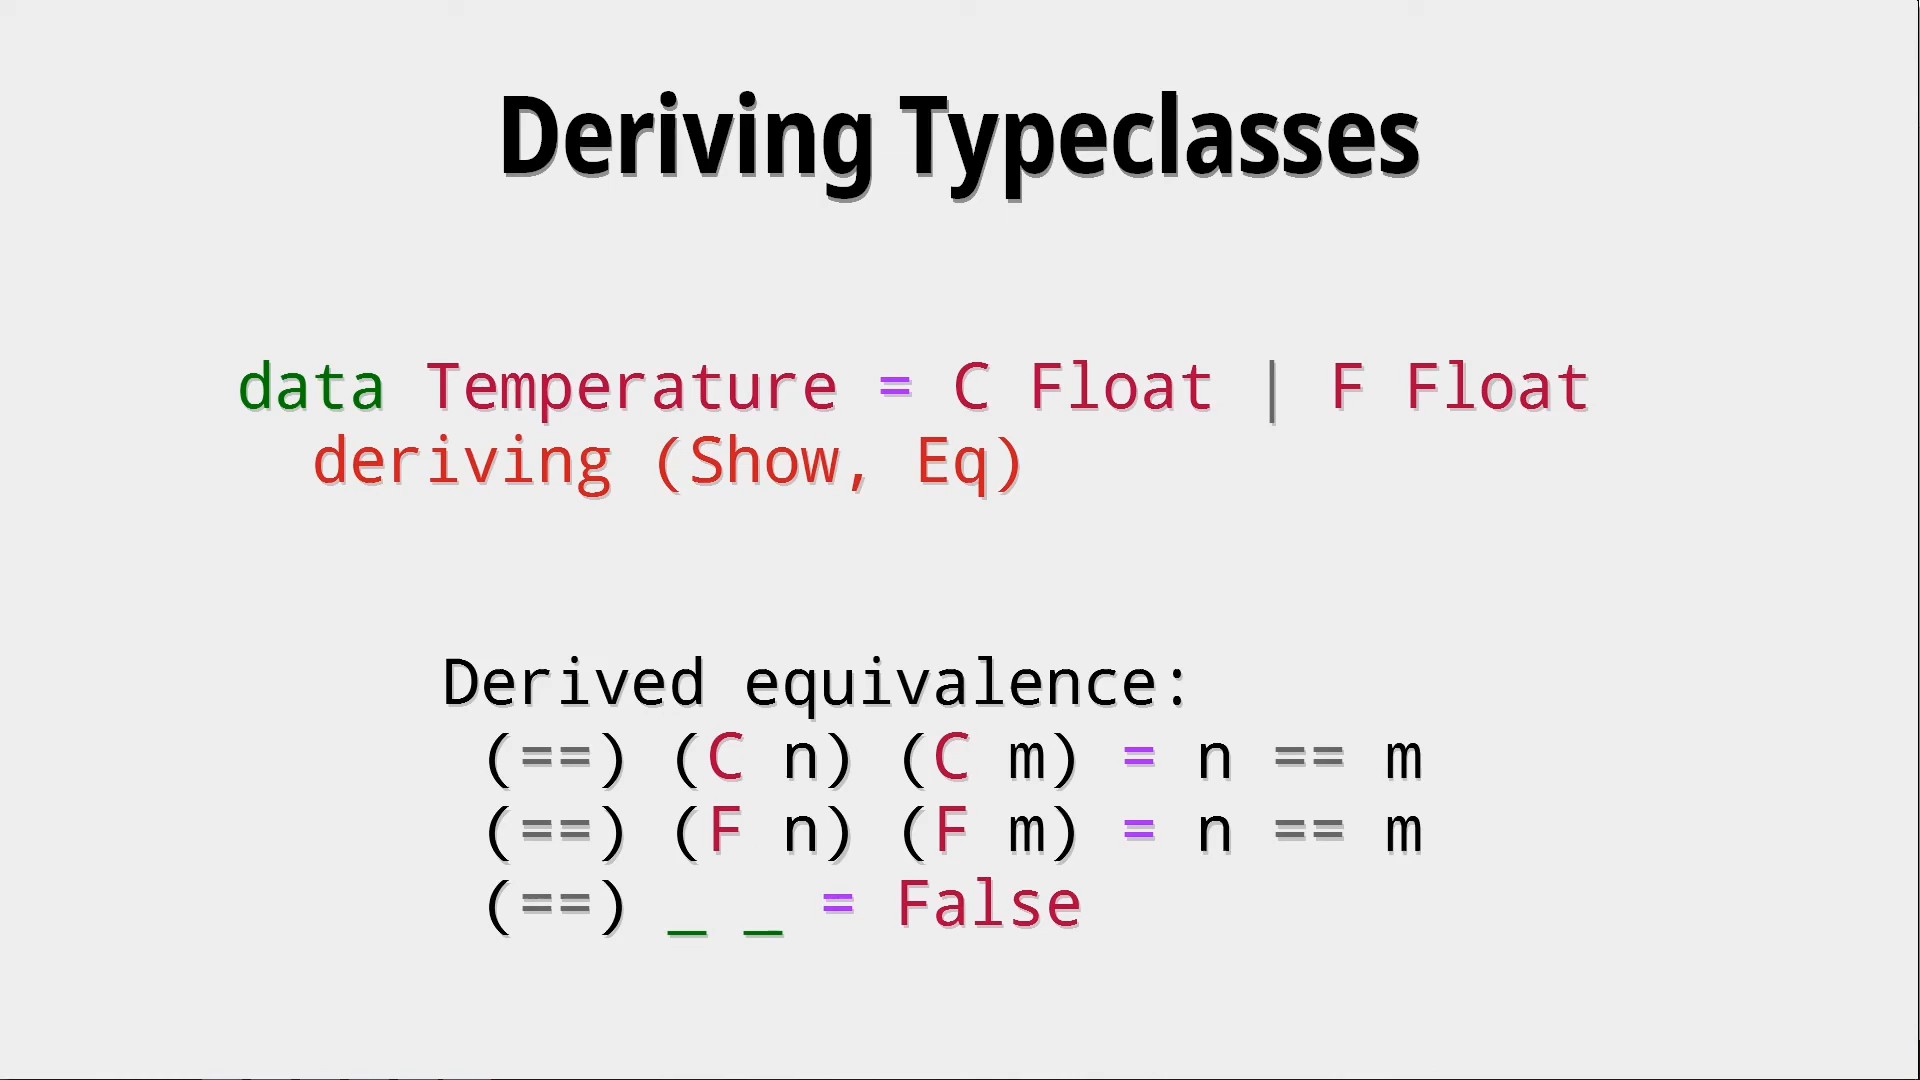 Deriving Typeclasses
data Temperature = C Float | F Float
deriving (Show, Eq)
Derived equivalence:
(==) (C n) (C m) = n == m
(==) (F n) (F m) = n == m
(==) _ _ = False